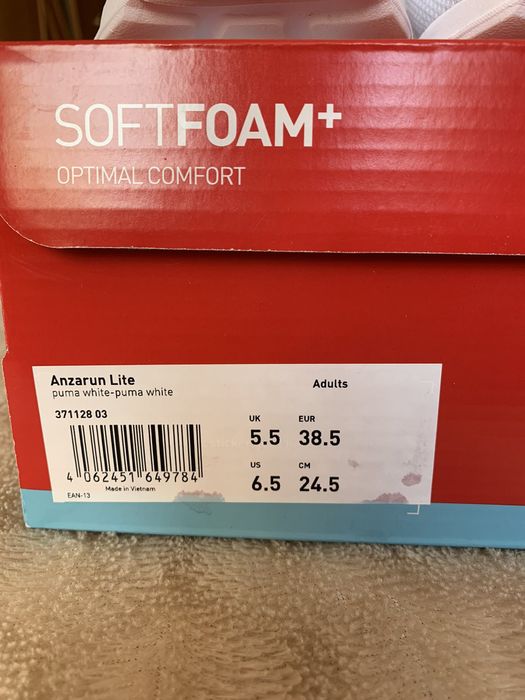 SOFTFOAM+
OPTIMAL COMFORT
Anzarun Lite
puma white-puma white
Adults
371128 03
UK EUR
5.5 38.5
US CM
6.5 24.5
4 062451 649784
Made in Vietnam
EAN-13